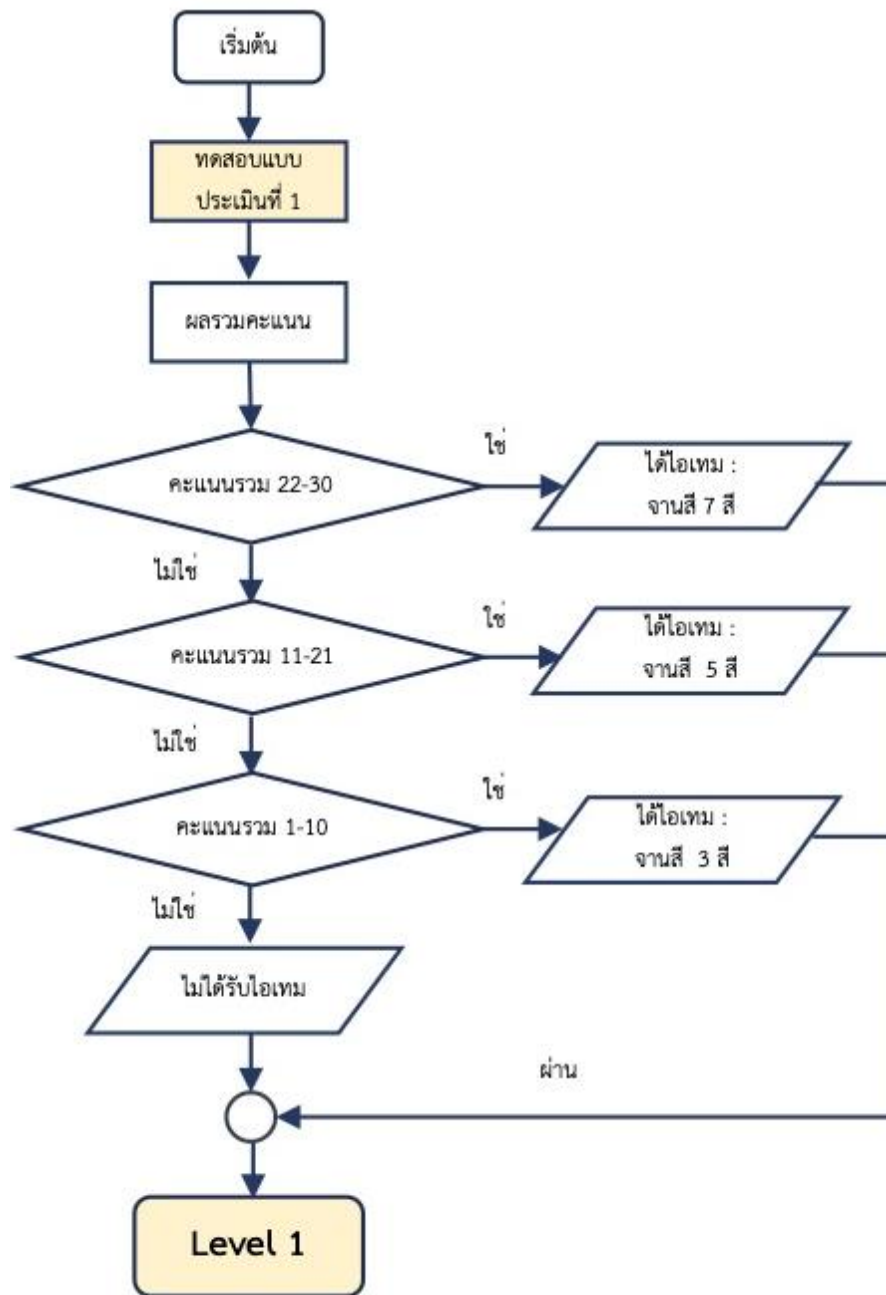 เริ่มต้น
ทดสอบแบบ
ประเมินที่ 1
ผลรวมคะแนน
คะแนนรวม 22-30
ใช่
ได้ไอเทม :
จานสี 7 สี
ไม่ใช่
คะแนนรวม 11-21
ใช่
ได้ไอเทม :
จานสี 5 สี
ไม่ใช่
คะแนนรวม 1-10
ใช่
ได้ไอเทม :
จานสี 3 สี
ไม่ใช่
ไม่ได้รับไอเทม
ผ่าน
Level 1